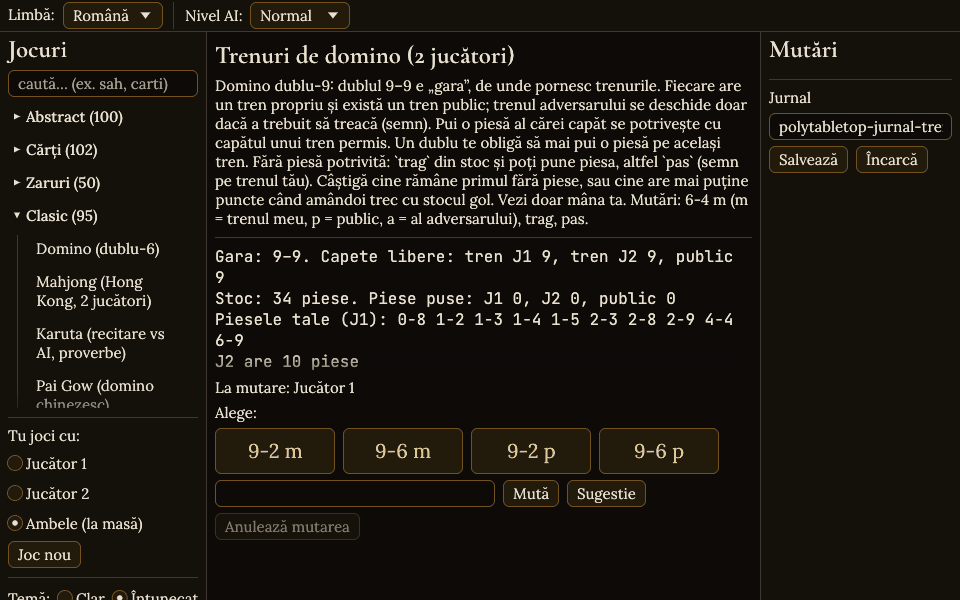 Limbă: Română ▼ Nivel AI: Normal ▼
Jocuri
caută... (ex. sah, carti)
▸ Abstract (100)
▸ Cărți (102)
▸ Zaruri (50)
▾ Clasic (95)
Domino (dublu-6)
Mahjong (Hong
Kong, 2 jucători)
Karuta (recitare vs
AI, proverbe)
Pai Gow (domino
chinezesc)
Tu joci cu:
Jucător 1
Jucător 2
Ambele (la masă)
Joc nou
Temă: Clar Întunecat
Trenuri de domino (2 jucători)
Domino dublu-9: dublul 9–9 e „gara”, de unde pornesc trenurile. Fiecare are
un tren propriu și există un tren public; trenul adversarului se deschide doar
dacă a trebuit să treacă (semn). Pui o piesă al cărei capăt se potrivește cu
capătul unui tren permis. Un dublu te obligă să mai pui o piesă pe același
tren. Fără piesă potrivită: `trag` din stoc și poți pune piesa, altfel `pas` (semn
pe trenul tău). Câștigă cine rămâne primul fără piese, sau cine are mai puține
puncte când amândoi trec cu stocul gol. Vezi doar mâna ta. Mutări: 6-4 m (m
= trenul meu, p = public, a = al adversarului), trag, pas.
Gara: 9–9. Capete libere: tren J1 9, tren J2 9, public
9
Stoc: 34 piese. Piese puse: J1 0, J2 0, public 0
Piesele tale (J1): 0-8 1-2 1-3 1-4 1-5 2-3 2-8 2-9 4-4
6-9
J2 are 10 piese
La mutare: Jucător 1
Alege:
9-2 m 9-6 m 9-2 p 9-6 p
Mută Sugestie
Anulează mutarea
Mutări
Jurnal
polytabletop-jurnal-tre
Salvează Încarcă